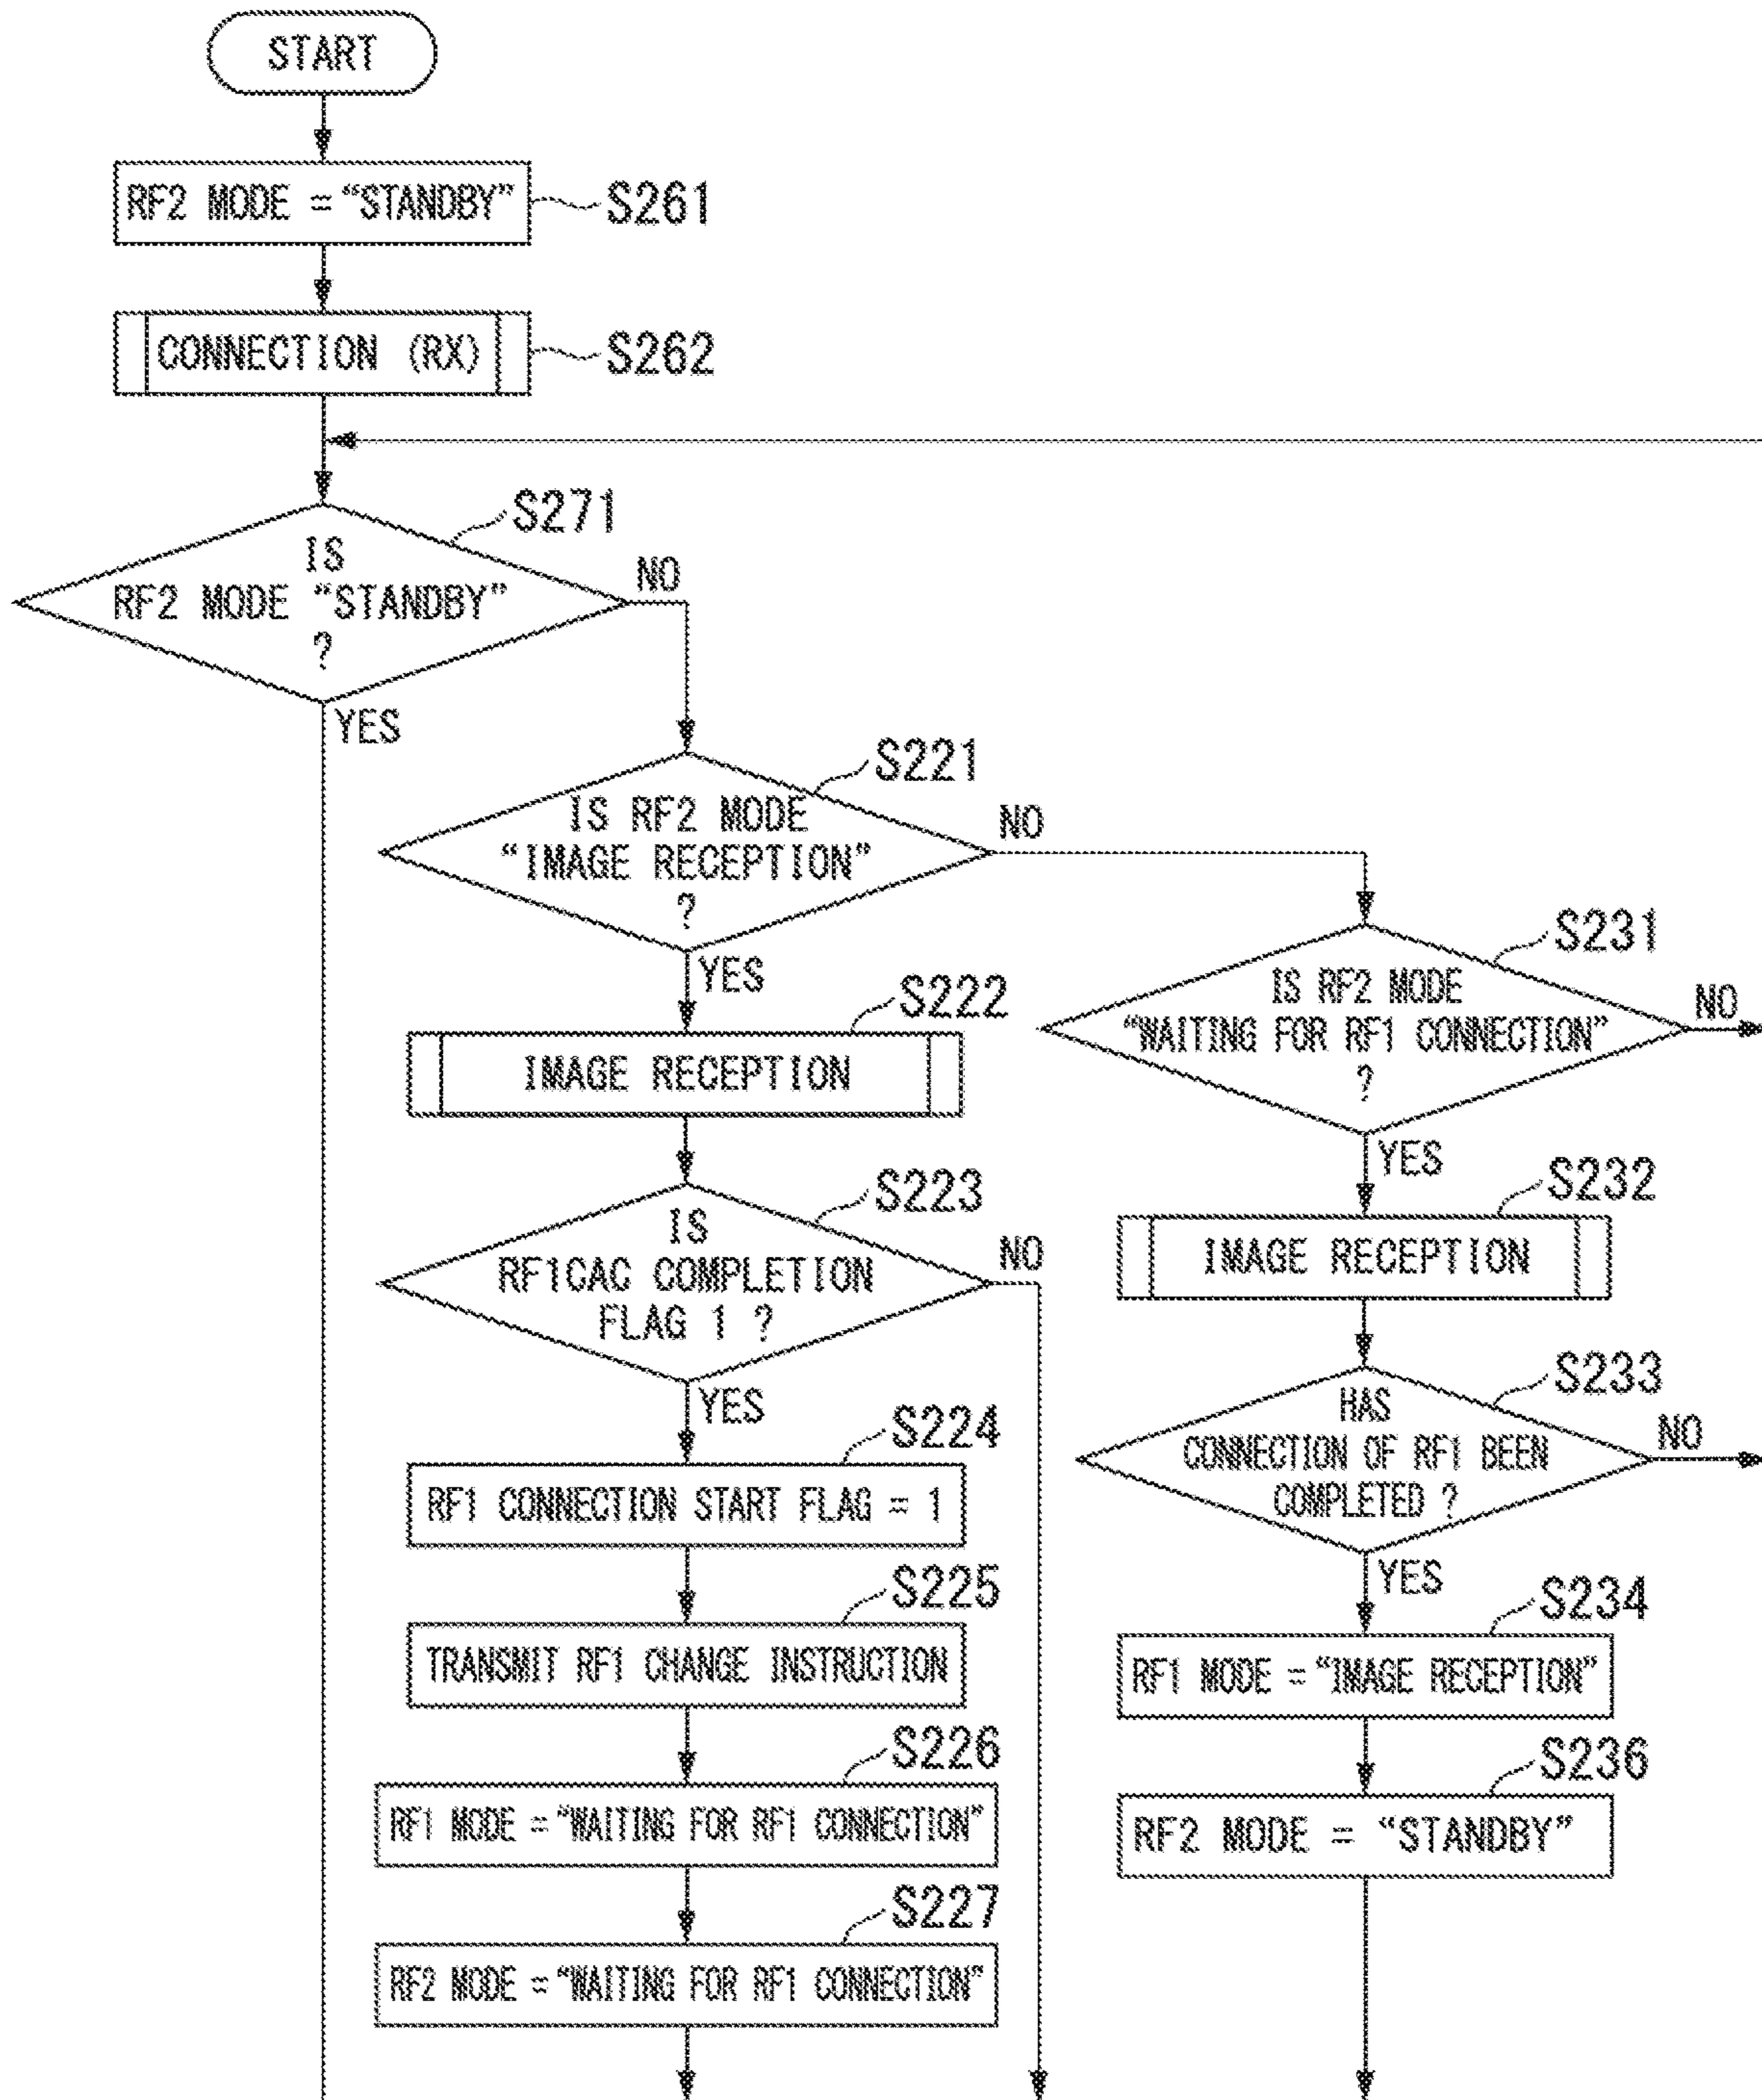 START
RF2 MODE = “STANDBY”
S261
CONNECTION (RX)
S262
S271
IS
RF2 MODE “STANDBY”
?
NO
YES
S221
IS RF2 MODE
“IMAGE RECEPTION”
?
NO
YES
S231
IS RF2 MODE
“WAITING FOR RF1 CONNECTION”
?
NO
YES
S222
IMAGE RECEPTION
S223
IS
RF1CAC COMPLETION
FLAG 1 ?
NO
YES
S232
IMAGE RECEPTION
S233
HAS
CONNECTION OF RF1 BEEN
COMPLETED ?
NO
YES
S224
RF1 CONNECTION START FLAG = 1
S225
TRANSMIT RF1 CHANGE INSTRUCTION
S226
RF1 MODE = “WAITING FOR RF1 CONNECTION”
S227
RF2 MODE = “WAITING FOR RF1 CONNECTION”
S234
RF1 MODE = “IMAGE RECEPTION”
S236
RF2 MODE = “STANDBY”